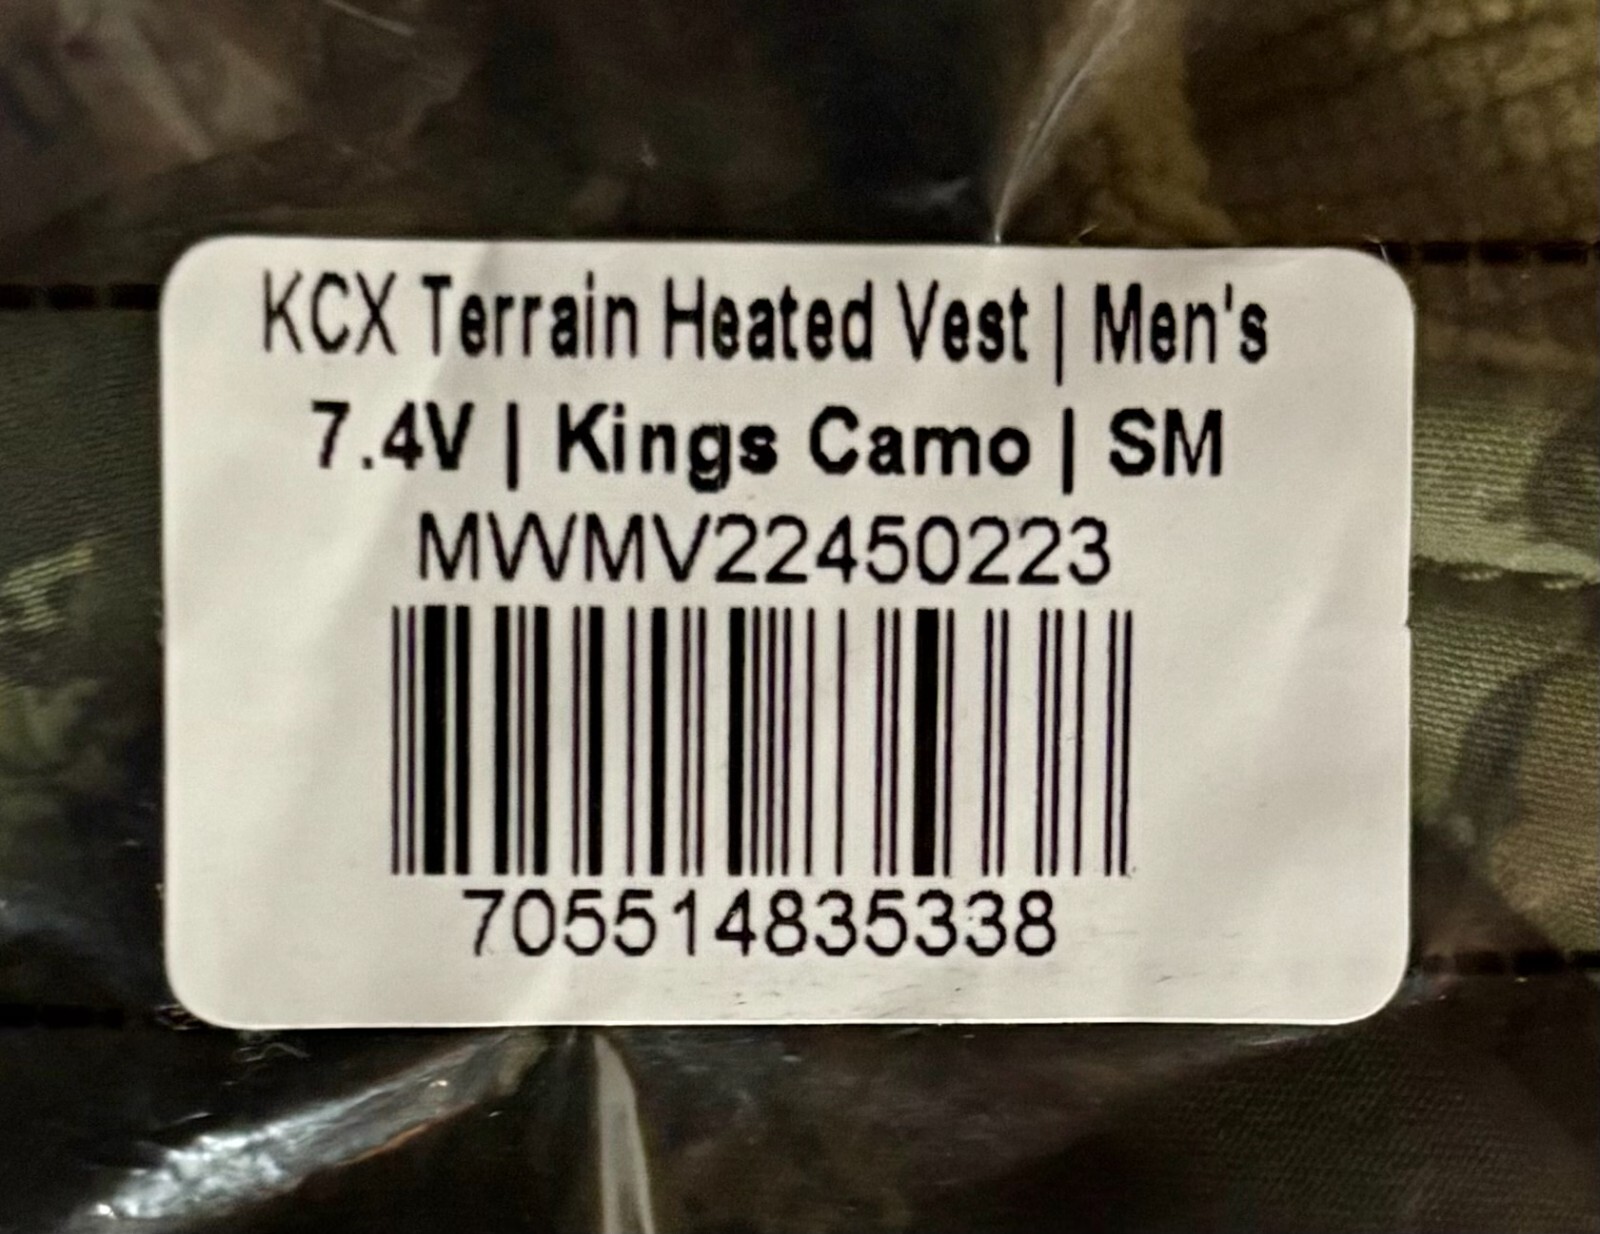 KCX Terrain Heated Vest | Men's
7.4V | Kings Camo | SM
MWMV22450223
705514835338